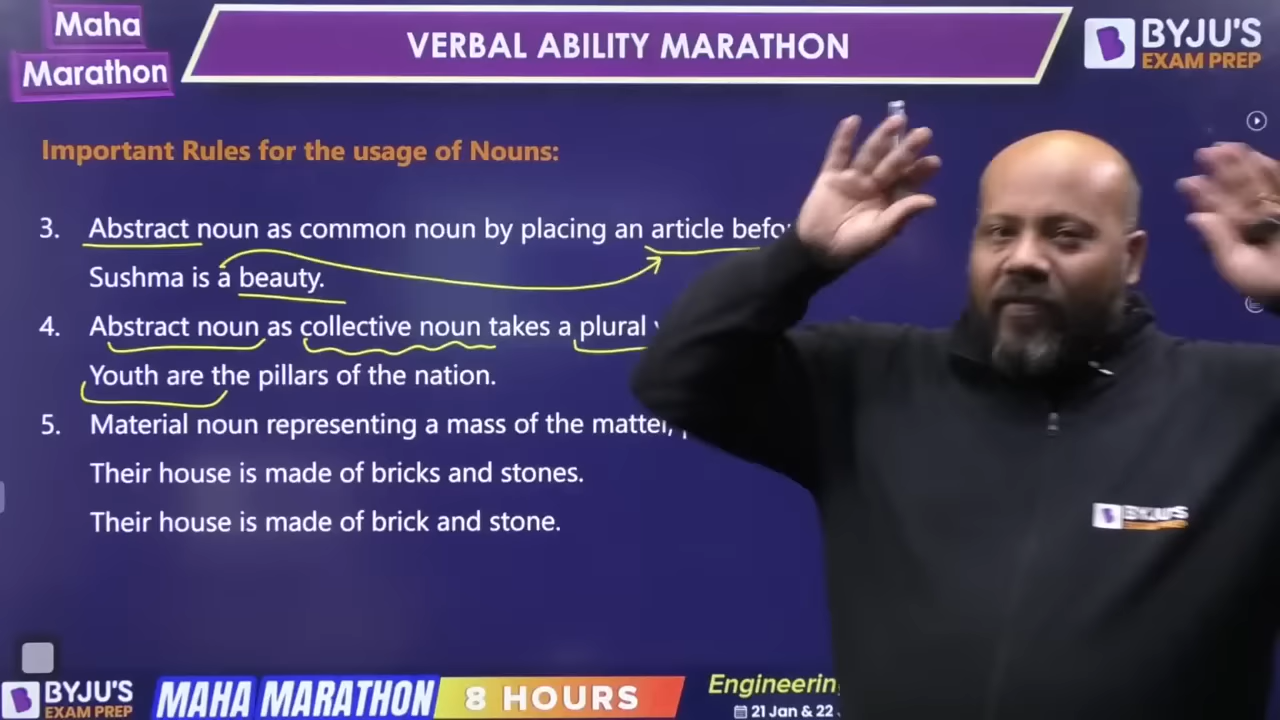 Maha
Marathon
VERBAL ABILITY MARATHON
BYJU'S
EXAM PREP
Important Rules for the usage of Nouns:
3. Abstract noun as common noun by placing an article
Sushma is a beauty.
4. Abstract noun as collective noun takes a plural
Youth are the pillars of the nation.
5. Material noun representing a mass of the matter,
Their house is made of bricks and stones.
Their house is made of brick and stone.
BYJU'S
BYJU'S
EXAM PREP
MAHA MARATHON
8 HOURS
21 Jan & 22